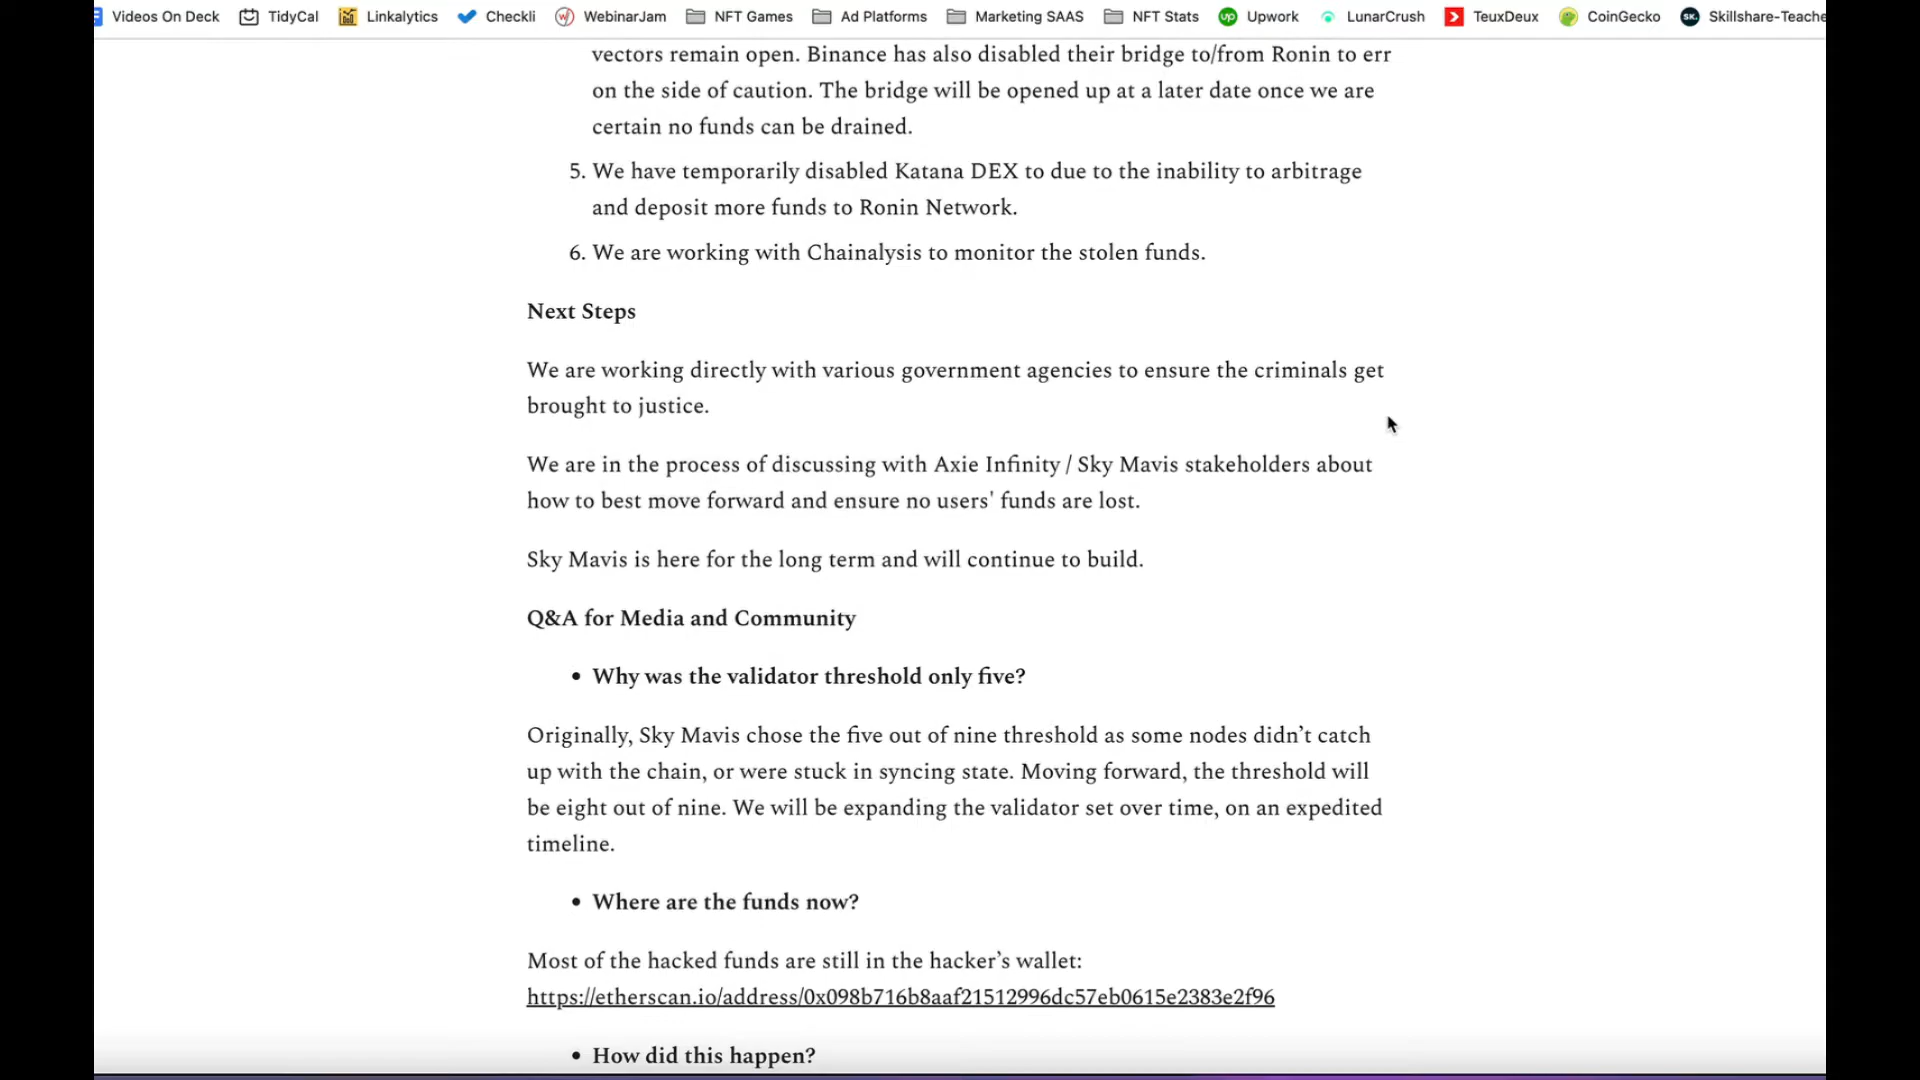 Videos On Deck TidyCal Linkalytics Checkli WebinarJam NFT Games Ad Platforms Marketing SAAS NFT Stats Upwork LunarCrush TeuxDeux CoinGecko Skillshare-Teache
vectors remain open. Binance has also disabled their bridge to/from Ronin to err
on the side of caution. The bridge will be opened up at a later date once we are
certain no funds can be drained.
5. We have temporarily disabled Katana DEX to due to the inability to arbitrage
and deposit more funds to Ronin Network.
6. We are working with Chainalysis to monitor the stolen funds.
Next Steps
We are working directly with various government agencies to ensure the criminals get
brought to justice.
We are in the process of discussing with Axie Infinity / Sky Mavis stakeholders about
how to best move forward and ensure no users' funds are lost.
Sky Mavis is here for the long term and will continue to build.
Q&A for Media and Community
• Why was the validator threshold only five?
Originally, Sky Mavis chose the five out of nine threshold as some nodes didn’t catch
up with the chain, or were stuck in syncing state. Moving forward, the threshold will
be eight out of nine. We will be expanding the validator set over time, on an expedited
timeline.
• Where are the funds now?
Most of the hacked funds are still in the hacker’s wallet:
https://etherscan.io/address/0x098b716b8aaf21512996dc57eb0615e2383e2f96
• How did this happen?